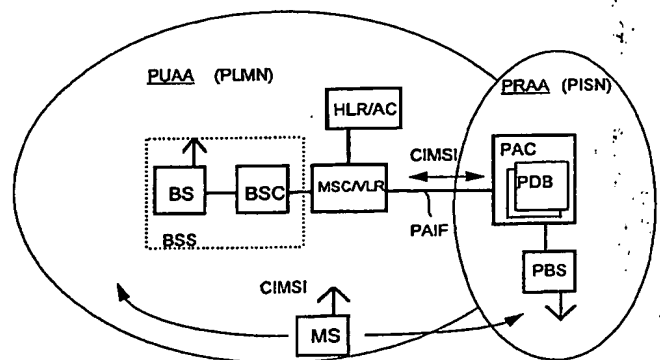 PUAA (PLMN)
PRAA (PISN)
HLR/AC
CIMSI
PAC
PDB
BS
BSC
MSC/VLR
BSS
PAIF
PBS
CIMSI
MS